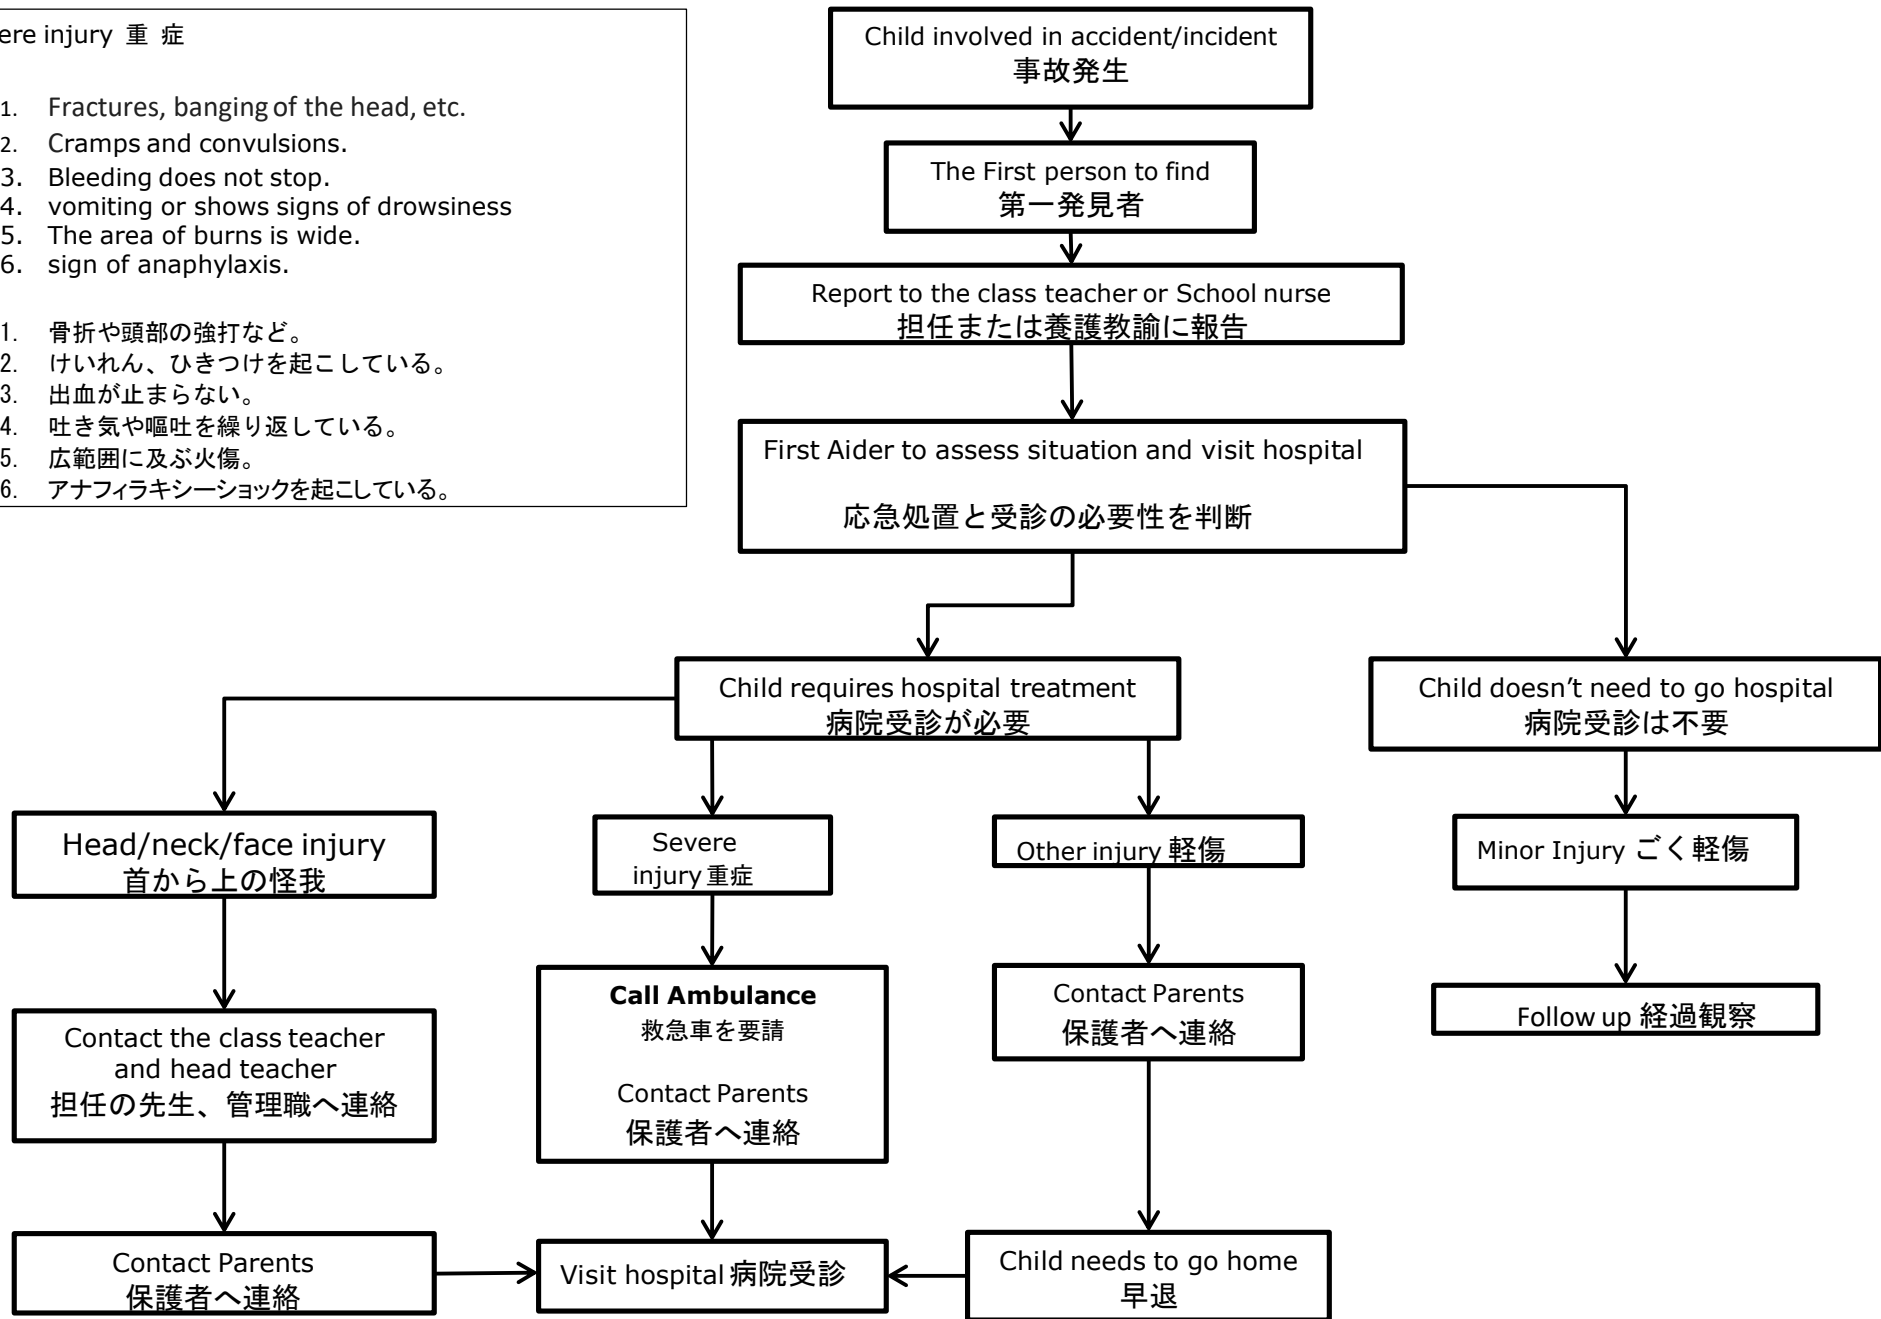 ere injury 重 症
1. Fractures, banging of the head, etc.
2. Cramps and convulsions.
3. Bleeding does not stop.
4. vomiting or shows signs of drowsiness
5. The area of burns is wide.
6. sign of anaphylaxis.
1. 骨折や頭部の強打など。
2. けいれん、ひきつけを起こしている。
3. 出血が止まらない。
4. 吐き気や嘔吐を繰り返している。
5. 広範囲に及ぶ火傷。
6. アナフィラキシーショックを起こしている。
Child involved in accident/incident
事故発生
The First person to find
第一発見者
Report to the class teacher or School nurse
担任または養護教諭に報告
First Aider to assess situation and visit hospital
応急処置と受診の必要性を判断
Child requires hospital treatment
病院受診が必要
Child doesn’t need to go hospital
病院受診は不要
Head/neck/face injury
首から上の怪我
Severe
injury 重症
Other injury 軽傷
Minor Injury ごく軽傷
Contact the class teacher
and head teacher
担任の先生、管理職へ連絡
Call Ambulance
救急車を要請
Contact Parents
保護者へ連絡
Contact Parents
保護者へ連絡
Follow up 経過観察
Contact Parents
保護者へ連絡
Visit hospital 病院受診
Child needs to go home
早退